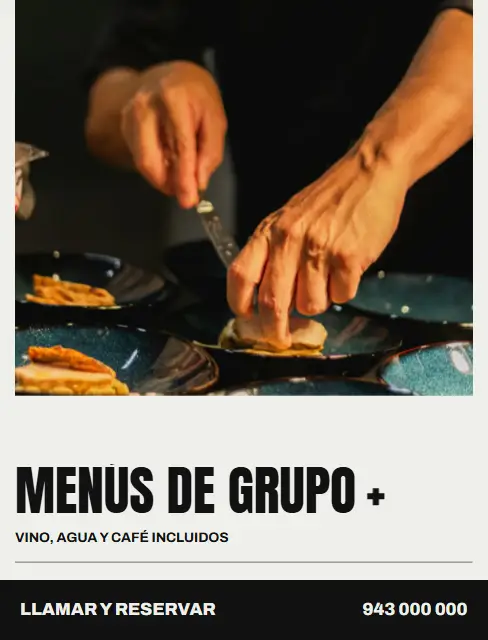 MENÚS DE GRUPO +
VINO, AGUA Y CAFÉ INCLUIDOS
LLAMAR Y RESERVAR
943 000 000